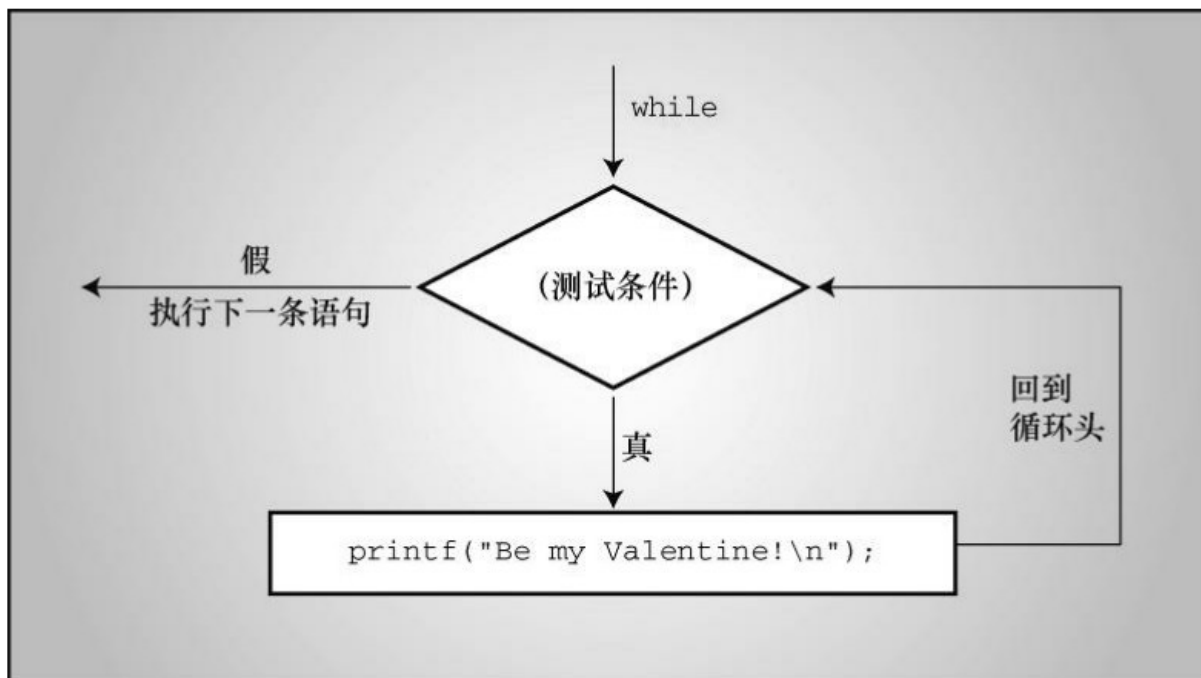 while
(测试条件)
假
执行下一条语句
真
回到
循环头
printf("Be my Valentine!\n");